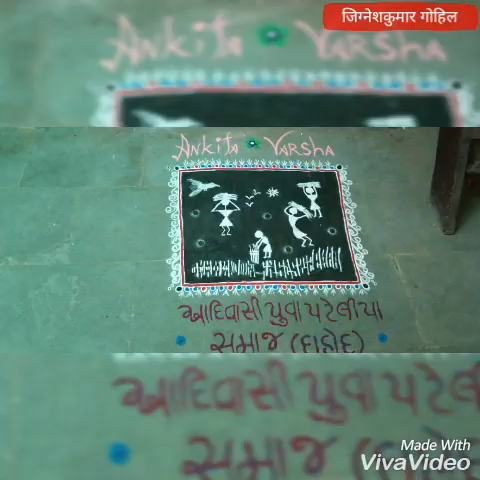 जिग्नेशकुमार गोहिल
ANKITA VARSHA
ANKITA VARSHA
આદિવાસી યુવા પટેલીયા
સમાજ (દાહોદ)
આદિવાસી યુવા પટેલી
સમાજ
Made With
VivaVideo